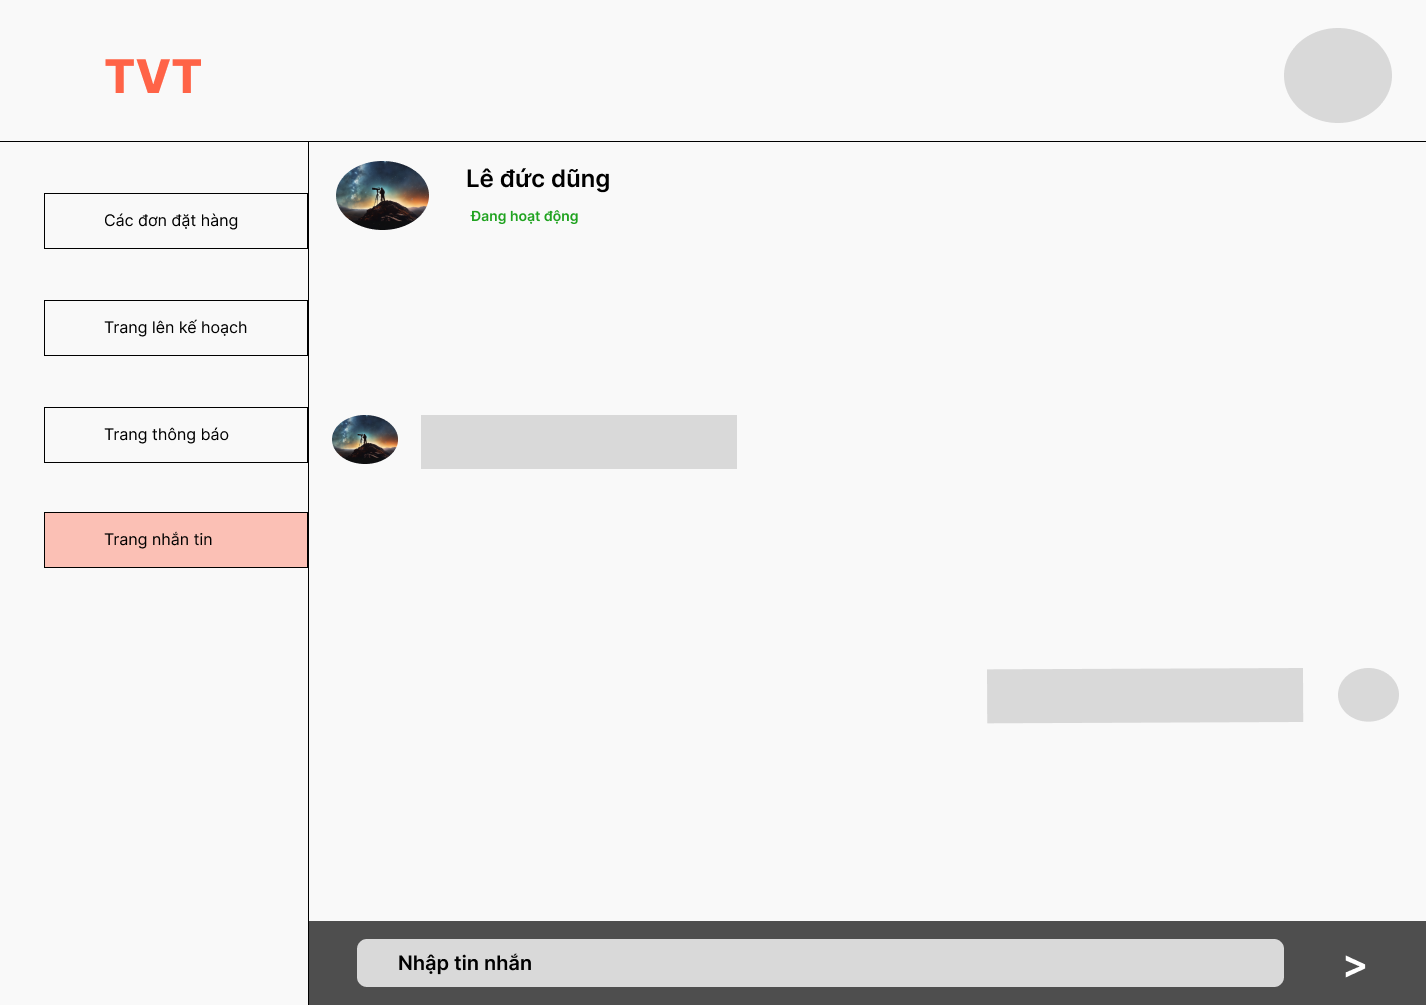 TVT
Các đơn đặt hàng
Trang lên kế hoạch
Trang thông báo
Trang nhắn tin
Lê đức dũng
Đang hoạt động
Nhập tin nhắn
>